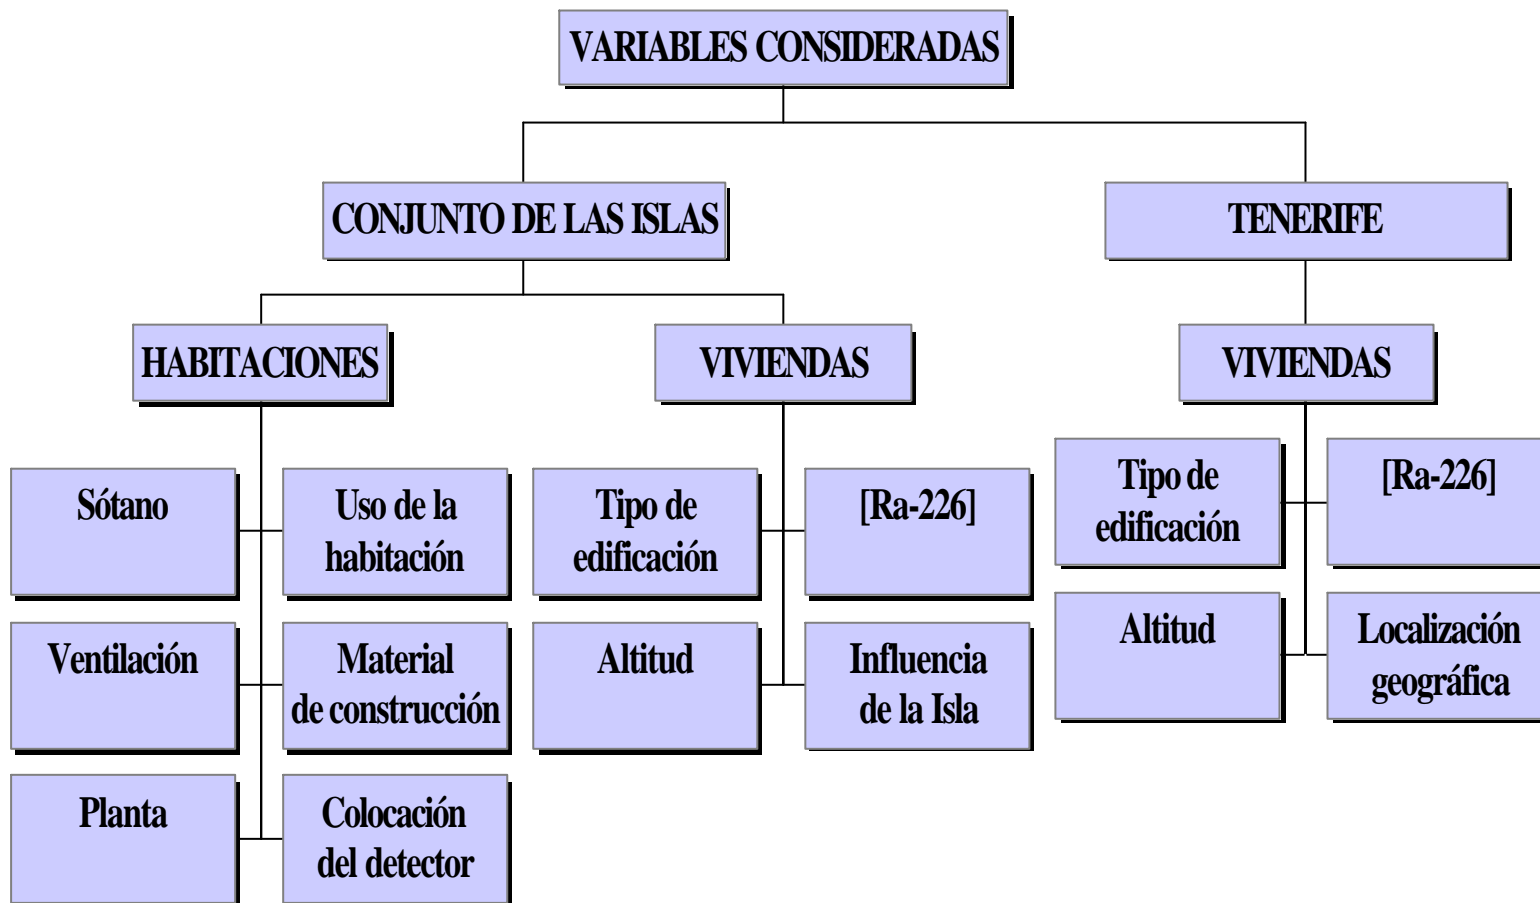 VARIABLES CONSIDERADAS
CONJUNTO DE LAS ISLAS
TENERIFE
HABITACIONES
VIVIENDAS
VIVIENDAS
Sótano
Uso de la
habitación
Ventilación
Material
de construcción
Planta
Colocación
del detector
Tipo de
edificación
[Ra-226]
Altitud
Influencia
de la Isla
Tipo de
edificación
[Ra-226]
Altitud
Localización
geográfica